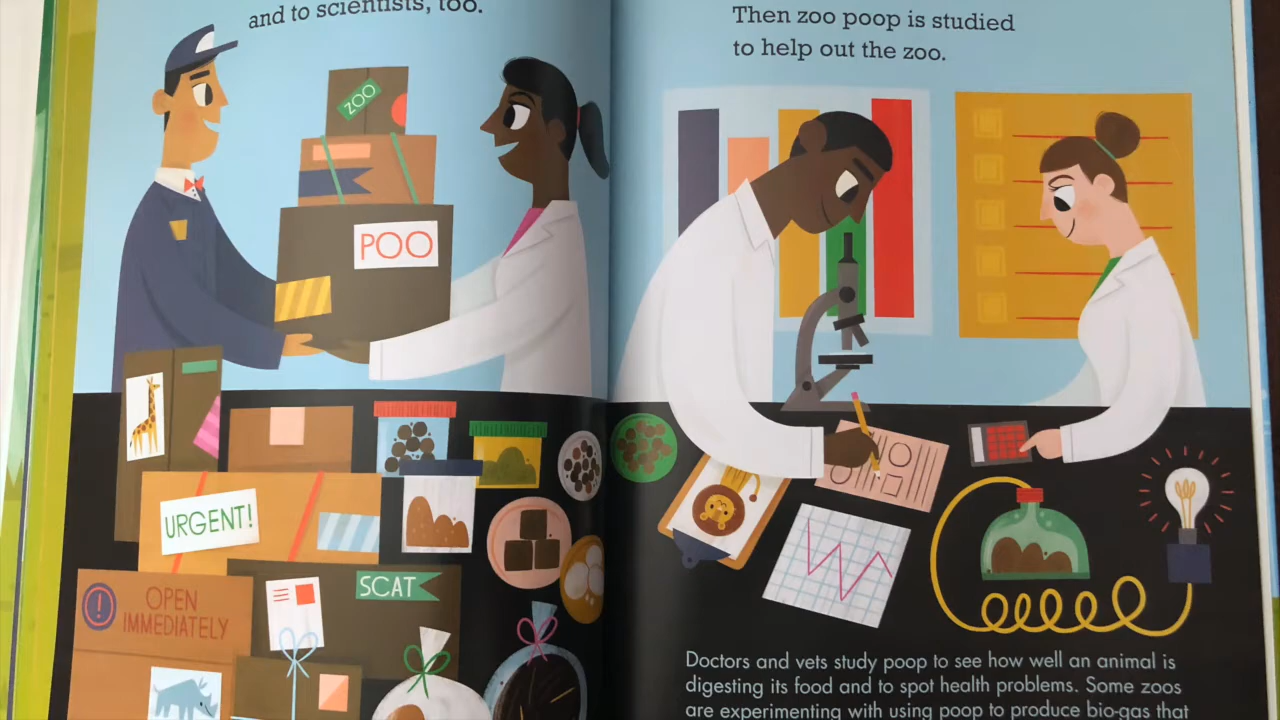 and to scientists, too.
ZOO
POO
URGENT!
SCAT
! OPEN
IMMEDIATELY
Then zoo poop is studied
to help out the zoo.
Doctors and vets study poop to see how well an animal is
digesting its food and to spot health problems. Some zoos
are experimenting with using poop to produce bio-gas that